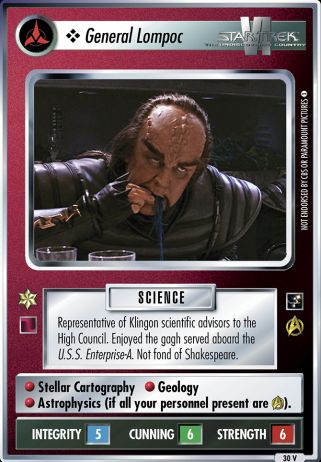 ❖ General Lompoc
STAR TREK
VI
THE UNDISCOVERED COUNTRY
NOT ENDORSED BY CBS OR PARAMOUNT PICTURES
SCIENCE
Representative of Klingon scientific advisors to the
High Council. Enjoyed the gagh served aboard the
U.S.S. Enterprise-A. Not fond of Shakespeare.
• Stellar Cartography • Geology
• Astrophysics (if all your personnel present are ).
INTEGRITY 5 CUNNING 6 STRENGTH 6
30 V